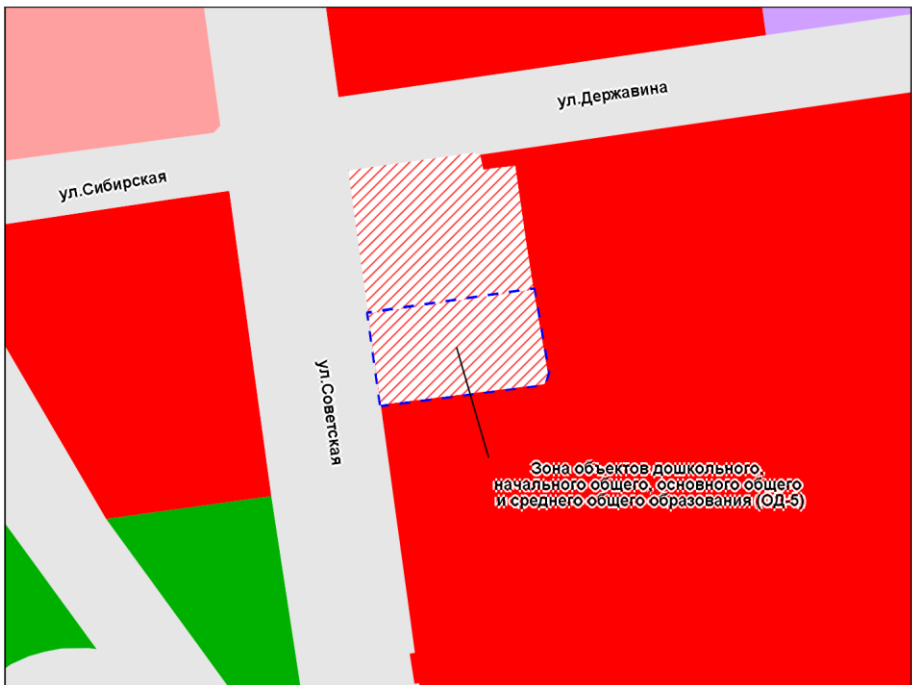 ул.Державина
ул.Сибирская
ул.Советская
Зона объектов дошкольного,
начального общего, основного общего
и среднего общего образования (ОД-5)